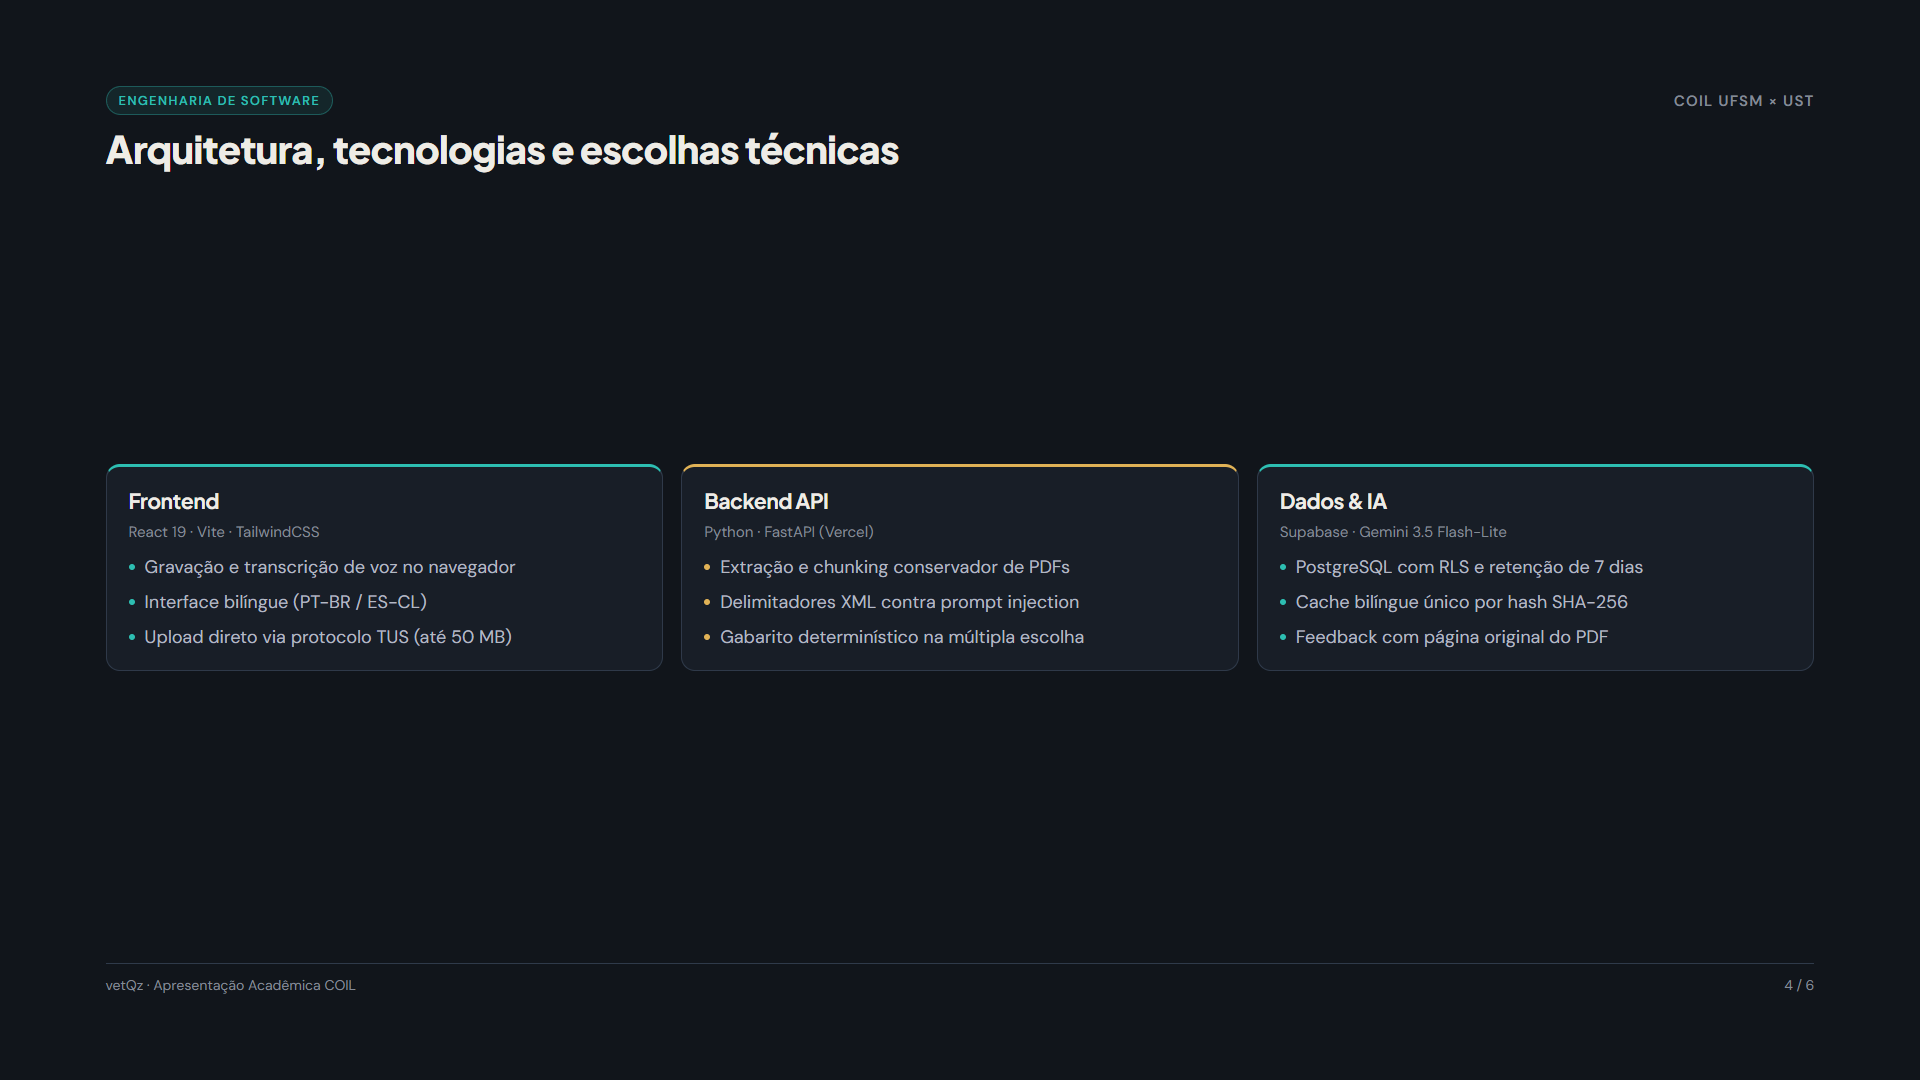 ENGENHARIA DE SOFTWARE
COIL UFSM × UST
Arquitetura, tecnologias e escolhas técnicas
Frontend
React 19 · Vite · TailwindCSS
• Gravação e transcrição de voz no navegador
• Interface bilíngue (PT-BR / ES-CL)
• Upload direto via protocolo TUS (até 50 MB)
Backend API
Python · FastAPI (Vercel)
• Extração e chunking conservador de PDFs
• Delimitadores XML contra prompt injection
• Gabarito determinístico na múltipla escolha
Dados & IA
Supabase · Gemini 3.5 Flash-Lite
• PostgreSQL com RLS e retenção de 7 dias
• Cache bilíngue único por hash SHA-256
• Feedback com página original do PDF
vetQz · Apresentação Acadêmica COIL
4 / 6